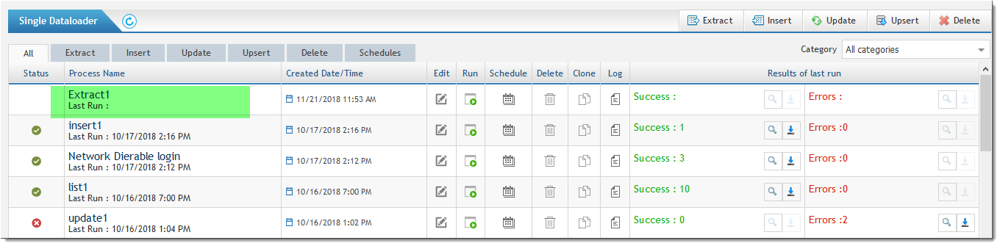 Single Dataloader
Extract Insert Update Upsert Delete
All Extract Insert Update Upsert Delete Schedules
Category All categories
Status Process Name Created Date/Time Edit Run Schedule Delete Clone Log Results of last run
Extract1
Last Run :
11/21/2018 11:53 AM
Success :
Errors :
insert1
Last Run : 10/17/2018 2:16 PM
10/17/2018 2:16 PM
Success : 1
Errors :0
Network Dierable login
Last Run : 10/17/2018 2:12 PM
10/17/2018 2:12 PM
Success : 3
Errors :0
list1
Last Run : 10/16/2018 7:00 PM
10/16/2018 7:00 PM
Success : 10
Errors :0
update1
Last Run : 10/16/2018 1:04 PM
10/16/2018 1:02 PM
Success : 0
Errors :2